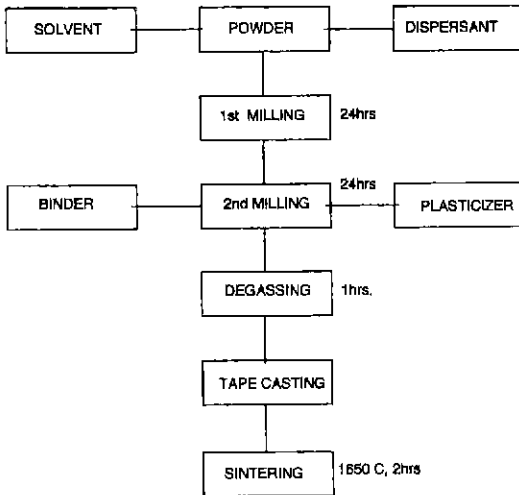 SOLVENT
POWDER
DISPERSANT
1st MILLING
24hrs
24hrs
BINDER
2nd MILLING
PLASTICIZER
DEGASSING
1hrs.
TAPE CASTING
SINTERING
1650 C, 2hrs